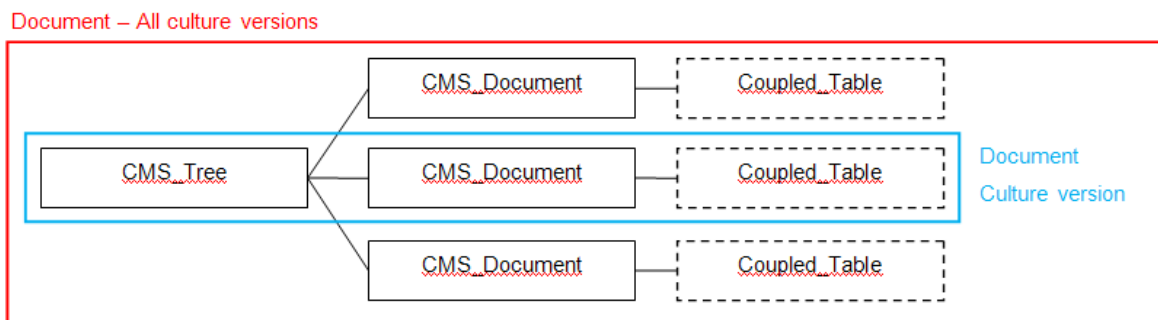 Document – All culture versions
CMS_Document
Coupled_Table
CMS_Tree
CMS_Document
Coupled_Table
Document
Culture version
CMS_Document
Coupled_Table